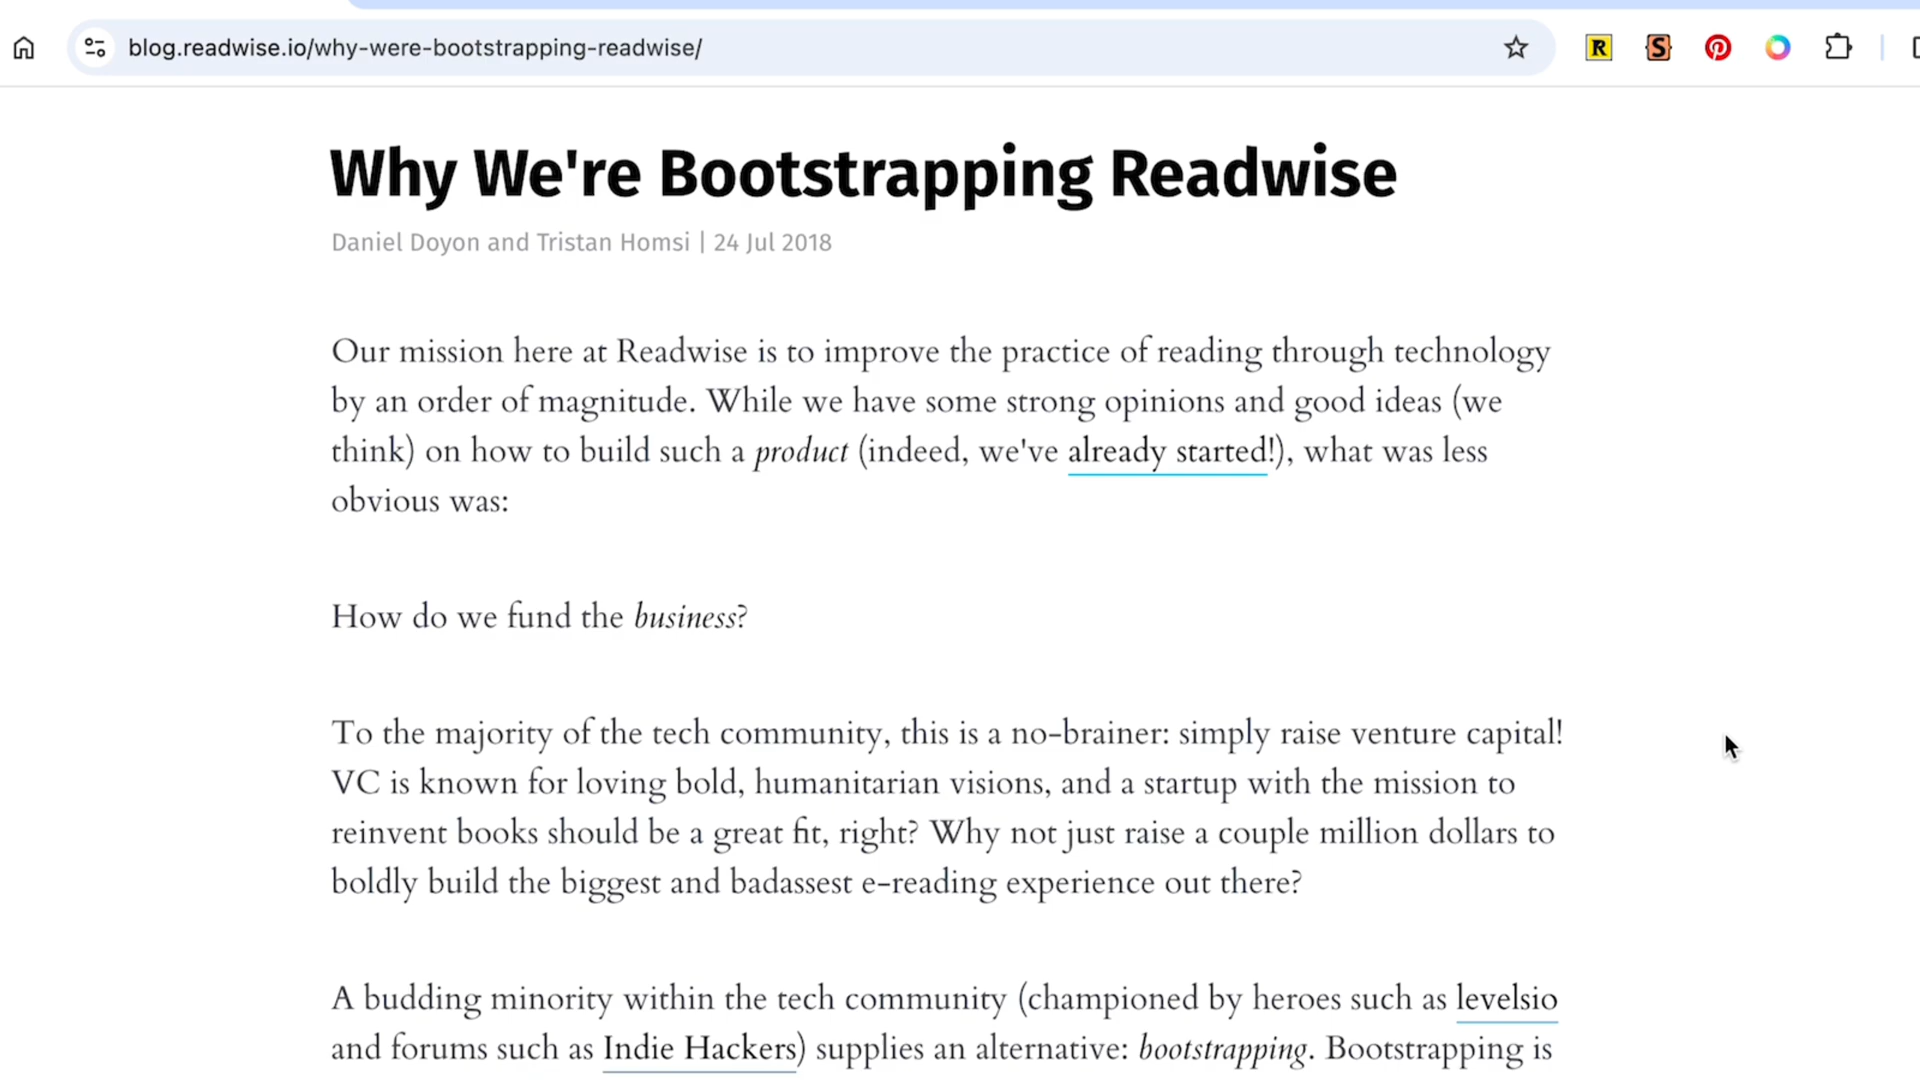 blog.readwise.io/why-were-bootstrapping-readwise/
R
S
Why We're Bootstrapping Readwise
Daniel Doyon and Tristan Homsi | 24 Jul 2018
Our mission here at Readwise is to improve the practice of reading through technology
by an order of magnitude. While we have some strong opinions and good ideas (we
think) on how to build such a product (indeed, we've already started!), what was less
obvious was:
How do we fund the business?
To the majority of the tech community, this is a no-brainer: simply raise venture capital!
VC is known for loving bold, humanitarian visions, and a startup with the mission to
reinvent books should be a great fit, right? Why not just raise a couple million dollars to
boldly build the biggest and badassest e-reading experience out there?
A budding minority within the tech community (championed by heroes such as levelsio
and forums such as Indie Hackers) supplies an alternative: bootstrapping. Bootstrapping is